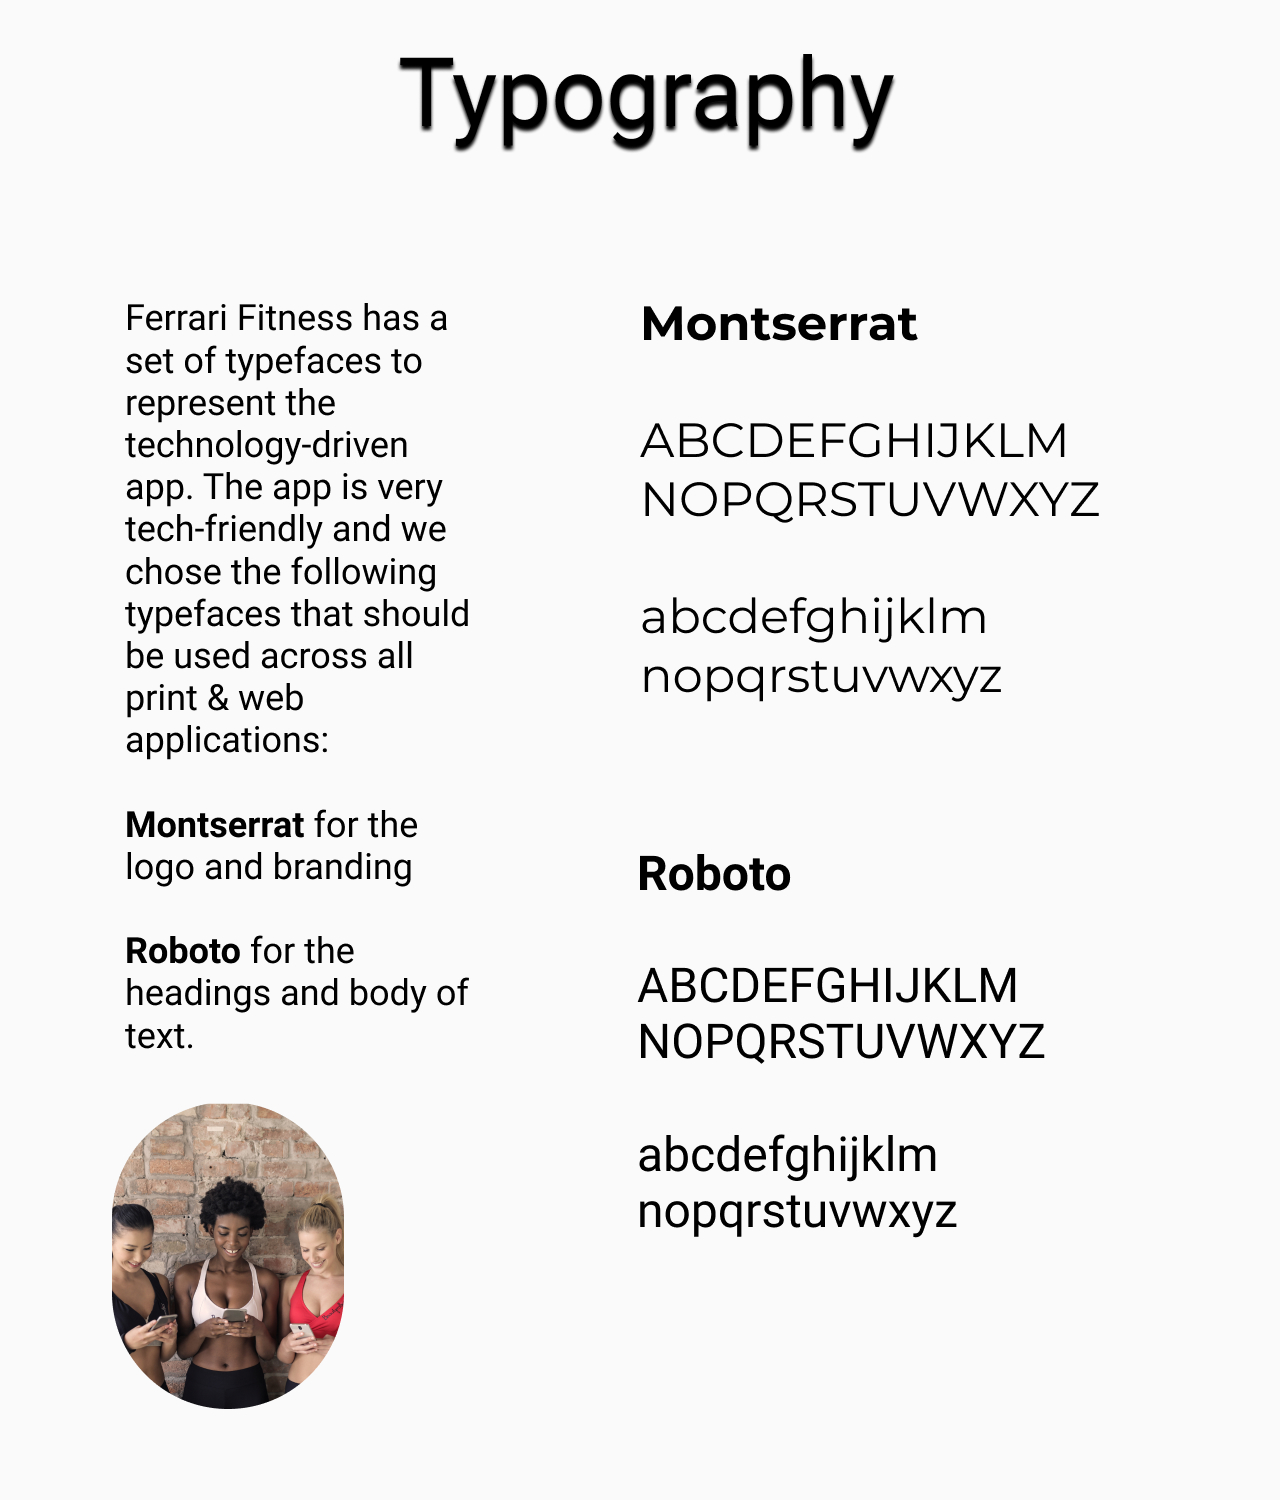 Typography
Ferrari Fitness has a
set of typefaces to
represent the
technology-driven
app. The app is very
tech-friendly and we
chose the following
typefaces that should
be used across all
print & web
applications:
Montserrat for the
logo and branding
Roboto for the
headings and body of
text.
Montserrat
ABCDEFGHIJKLM
NOPQRSTUVWXYZ
abcdefghijklm
nopqrstuvwxyz
Roboto
ABCDEFGHIJKLM
NOPQRSTUVWXYZ
abcdefghijklm
nopqrstuvwxyz